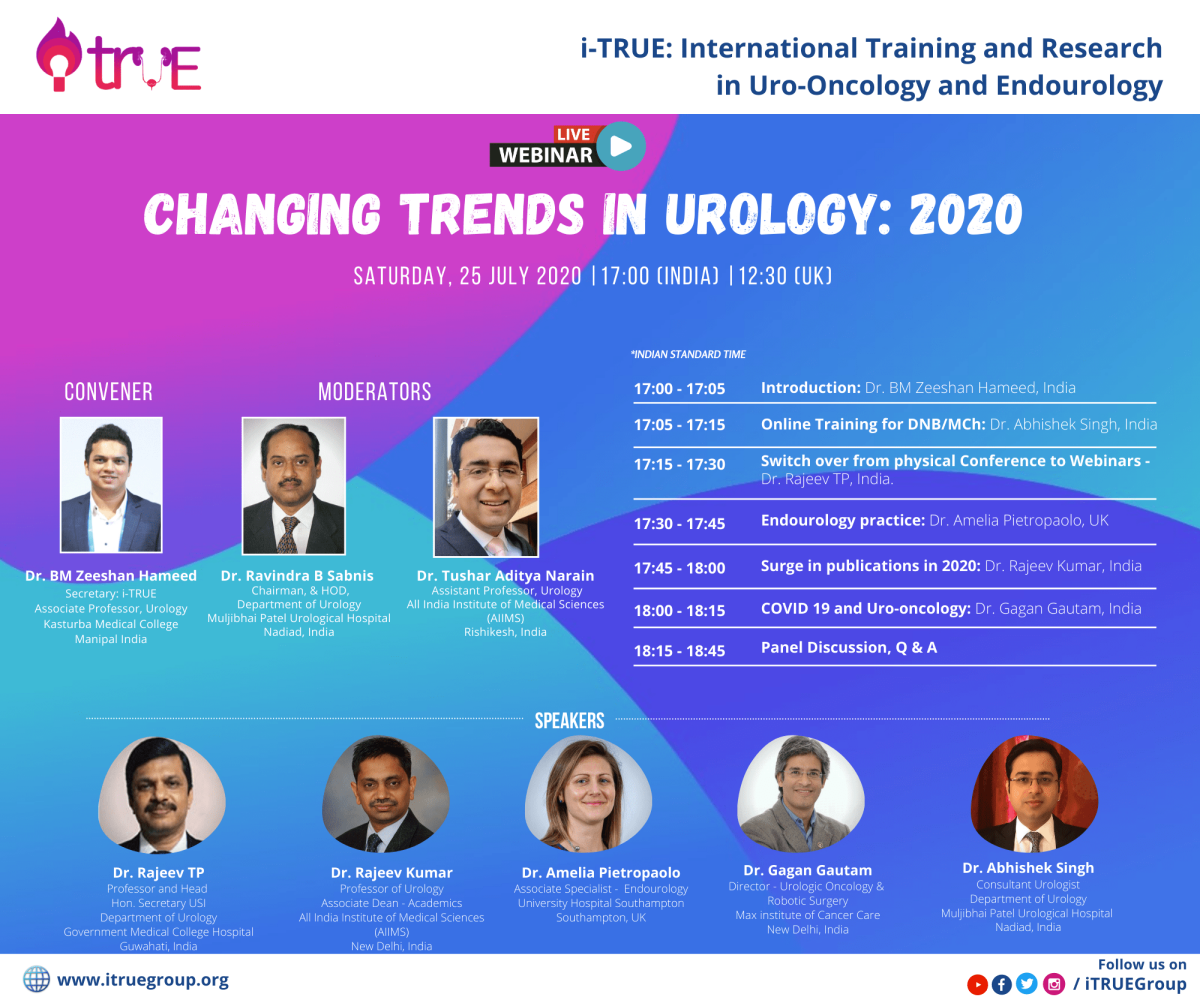 trUE
i-TRUE: International Training and Research
in Uro-Oncology and Endourology
LIVE
WEBINAR
CHANGING TRENDS IN UROLOGY: 2020
SATURDAY, 25 JULY 2020 | 17:00 (INDIA) | 12:30 (UK)
*INDIAN STANDARD TIME
17:00 - 17:05 Introduction: Dr. BM Zeeshan Hameed, India
17:05 - 17:15 Online Training for DNB/MCh: Dr. Abhishek Singh, India
17:15 - 17:30 Switch over from physical Conference to Webinars -
Dr. Rajeev TP, India.
17:30 - 17:45 Endourology practice: Dr. Amelia Pietropaolo, UK
17:45 - 18:00 Surge in publications in 2020: Dr. Rajeev Kumar, India
18:00 - 18:15 COVID 19 and Uro-oncology: Dr. Gagan Gautam, India
18:15 - 18:45 Panel Discussion, Q & A
CONVENER
Dr. BM Zeeshan Hameed
Secretary: i-TRUE
Associate Professor, Urology
Kasturba Medical College
Manipal India
MODERATORS
Dr. Ravindra B Sabnis
Chairman, & HOD,
Department of Urology
Muljibhai Patel Urological Hospital
Nadiad, India
Dr. Tushar Aditya Narain
Assistant Professor, Urology
All India Institute of Medical Sciences
(AIIMS)
Rishikesh, India
SPEAKERS
Dr. Rajeev TP
Professor and Head
Hon. Secretary USI
Department of Urology
Government Medical College Hospital
Guwahati, India
Dr. Rajeev Kumar
Professor of Urology
Associate Dean - Academics
All India Institute of Medical Sciences
(AIIMS)
New Delhi, India
Dr. Amelia Pietropaolo
Associate Specialist - Endourology
University Hospital Southampton
Southampton, UK
Dr. Gagan Gautam
Director - Urologic Oncology &
Robotic Surgery
Max institute of Cancer Care
New Delhi, India
Dr. Abhishek Singh
Consultant Urologist
Department of Urology
Muljibhai Patel Urological Hospital
Nadiad, India
www.itruegroup.org
Follow us on
/ iTRUEGroup